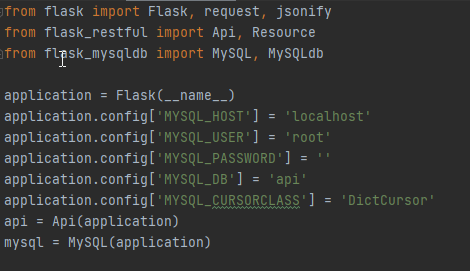 from flask import Flask, request, jsonify
from flask_restful import Api, Resource
from flask_mysqldb import MySQL, MySQLdb
application = Flask(__name__)
application.config['MYSQL_HOST'] = 'localhost'
application.config['MYSQL_USER'] = 'root'
application.config['MYSQL_PASSWORD'] = ''
application.config['MYSQL_DB'] = 'api'
application.config['MYSQL_CURSORCLASS'] = 'DictCursor'
api = Api(application)
mysql = MySQL(application)